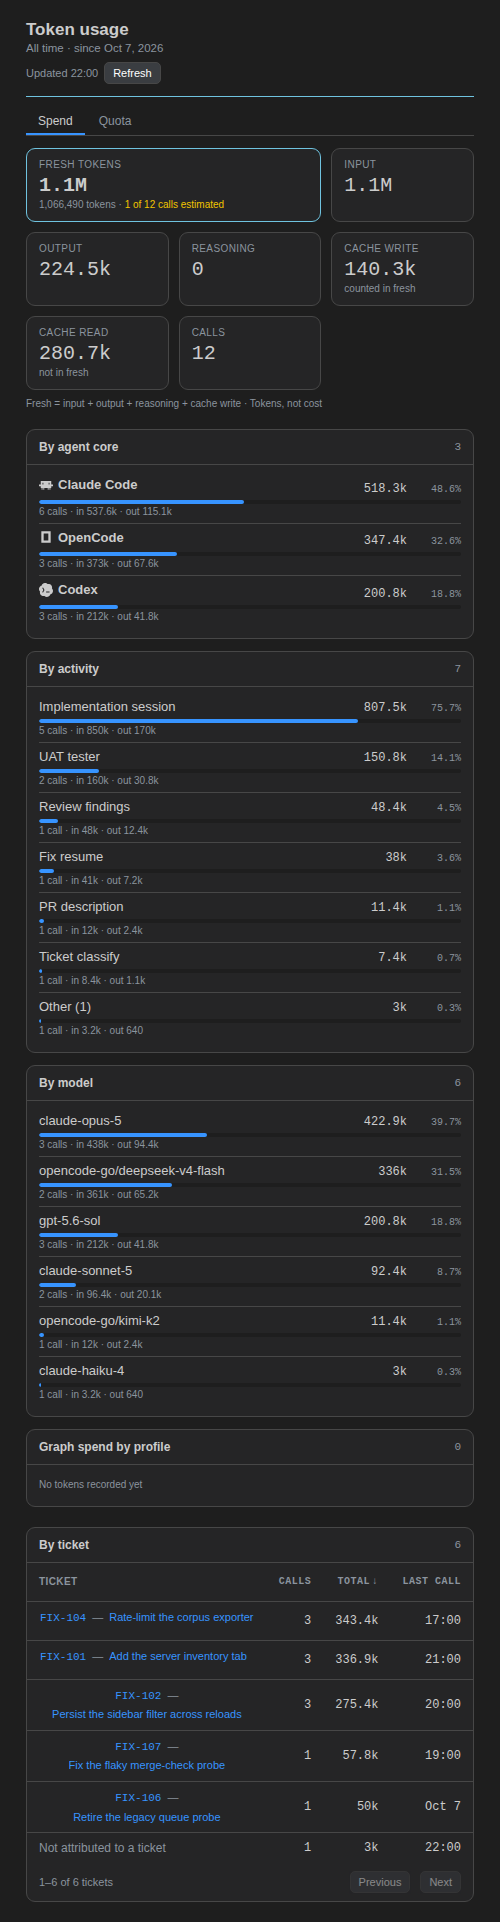 Token usage
All time · since Oct 7, 2026
Updated 22:00 Refresh
Spend Quota
FRESH TOKENS
1.1M
1,066,490 tokens · 1 of 12 calls estimated
INPUT
1.1M
OUTPUT
224.5k
REASONING
0
CACHE WRITE
140.3k
counted in fresh
CACHE READ
280.7k
not in fresh
CALLS
12
Fresh = input + output + reasoning + cache write · Tokens, not cost
By agent core 3
Claude Code 518.3k 48.6%
6 calls · in 537.6k · out 115.1k
OpenCode 347.4k 32.6%
3 calls · in 373k · out 67.6k
Codex 200.8k 18.8%
3 calls · in 212k · out 41.8k
By activity 7
Implementation session 807.5k 75.7%
5 calls · in 850k · out 170k
UAT tester 150.8k 14.1%
2 calls · in 160k · out 30.8k
Review findings 48.4k 4.5%
1 call · in 48k · out 12.4k
Fix resume 38k 3.6%
1 call · in 41k · out 7.2k
PR description 11.4k 1.1%
1 call · in 12k · out 2.4k
Ticket classify 7.4k 0.7%
1 call · in 8.4k · out 1.1k
Other (1) 3k 0.3%
1 call · in 3.2k · out 640
By model 6
claude-opus-5 422.9k 39.7%
3 calls · in 438k · out 94.4k
opencode-go/deepseek-v4-flash 336k 31.5%
2 calls · in 361k · out 65.2k
gpt-5.6-sol 200.8k 18.8%
3 calls · in 212k · out 41.8k
claude-sonnet-5 92.4k 8.7%
2 calls · in 96.4k · out 20.1k
opencode-go/kimi-k2 11.4k 1.1%
1 call · in 12k · out 2.4k
claude-haiku-4 3k 0.3%
1 call · in 3.2k · out 640
Graph spend by profile 0
No tokens recorded yet
By ticket 6
TICKET CALLS TOTAL ↓ LAST CALL
FIX-104 — Rate-limit the corpus exporter 3 343.4k 17:00
FIX-101 — Add the server inventory tab 3 336.9k 21:00
FIX-102 —
Persist the sidebar filter across reloads 3 275.4k 20:00
FIX-107 —
Fix the flaky merge-check probe 1 57.8k 19:00
FIX-106 —
Retire the legacy queue probe 1 50k Oct 7
Not attributed to a ticket 1 3k 22:00
1–6 of 6 tickets Previous Next